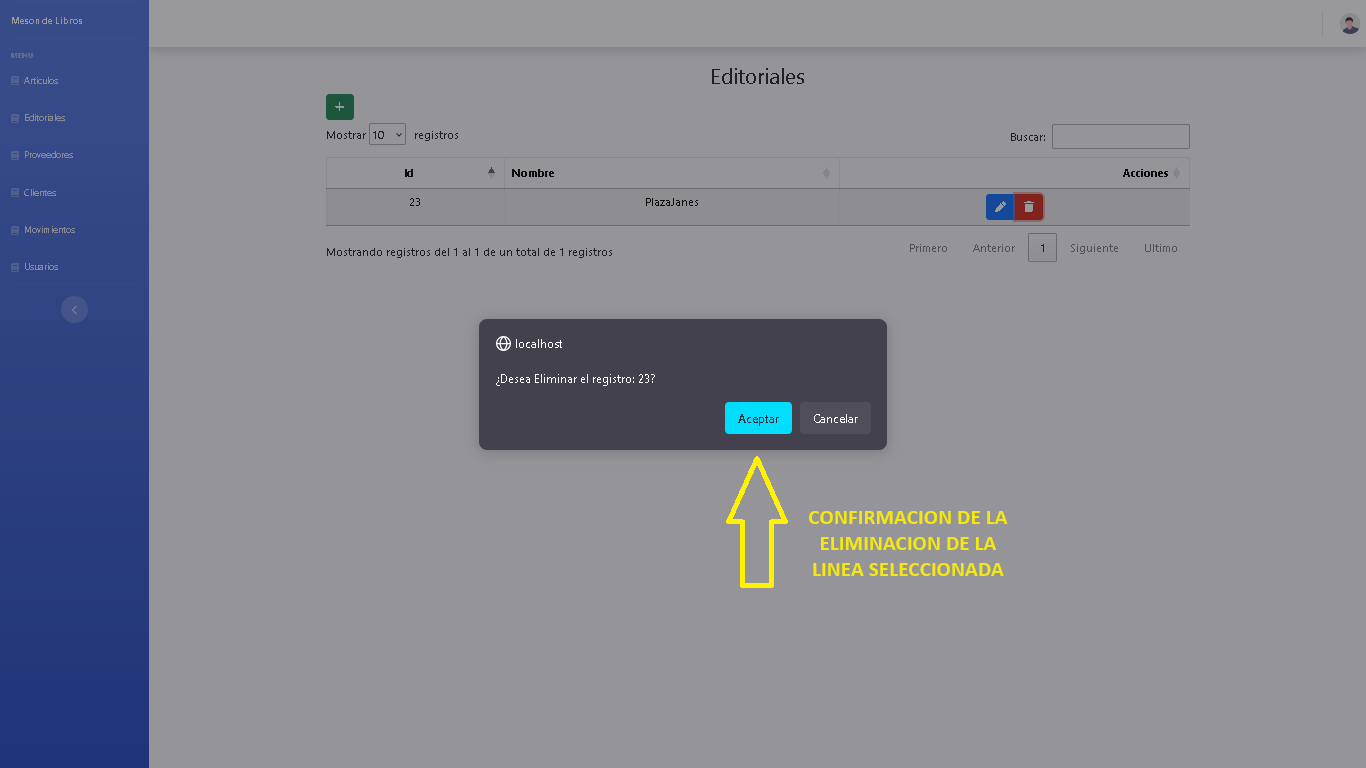 Meson de Libros
MENU
Articulos
Editoriales
Proveedores
Clientes
Movimientos
Usuarios
Editoriales
+
Mostrar 10 registros
Buscar:
Id Nombre Acciones
23 PlazaJanes
Mostrando registros del 1 al 1 de un total de 1 registros
Primero Anterior 1 Siguiente Ultimo
localhost
¿Desea Eliminar el registro: 23?
Aceptar Cancelar
CONFIRMACION DE LA
ELIMINACION DE LA
LINEA SELECCIONADA